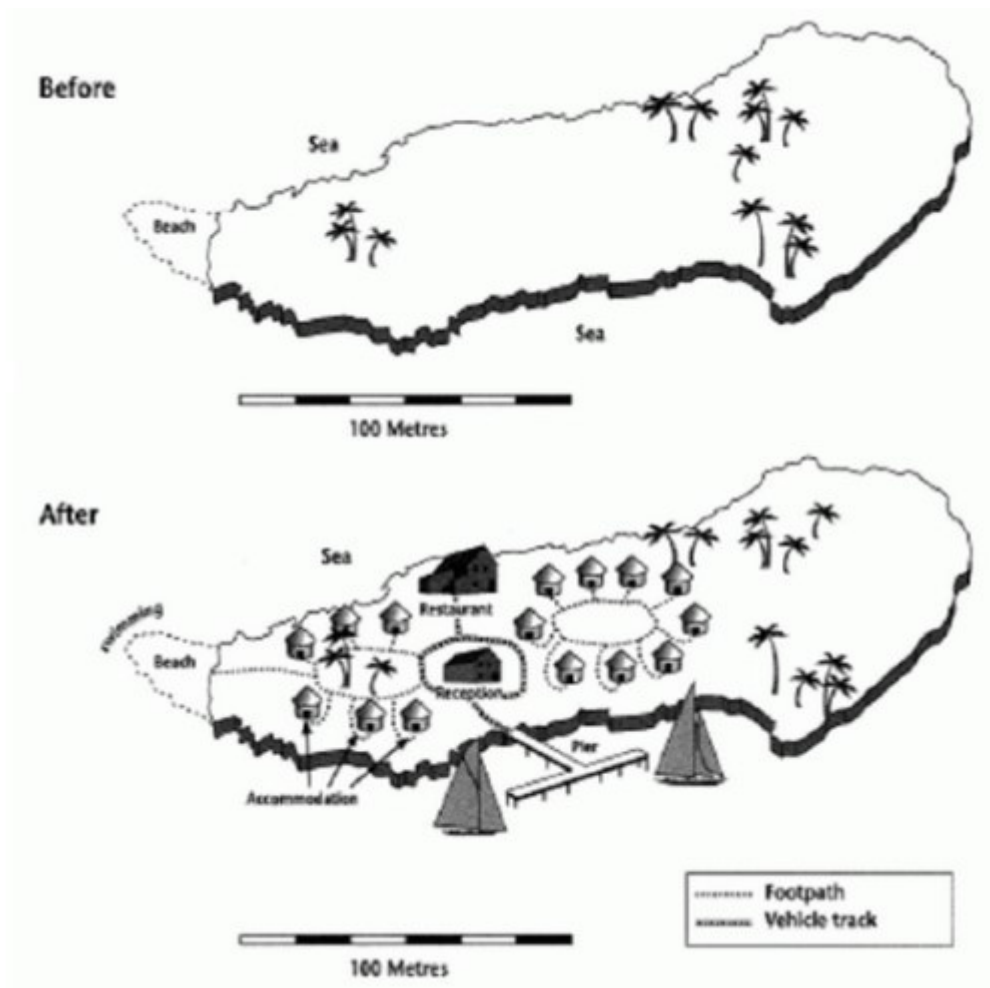 Before
Sea
Beach
Sea
100 Metres
After
Sea
Restaurant
swimming
Beach
Reception
Pier
Accommodation
Footpath
Vehicle track
100 Metres